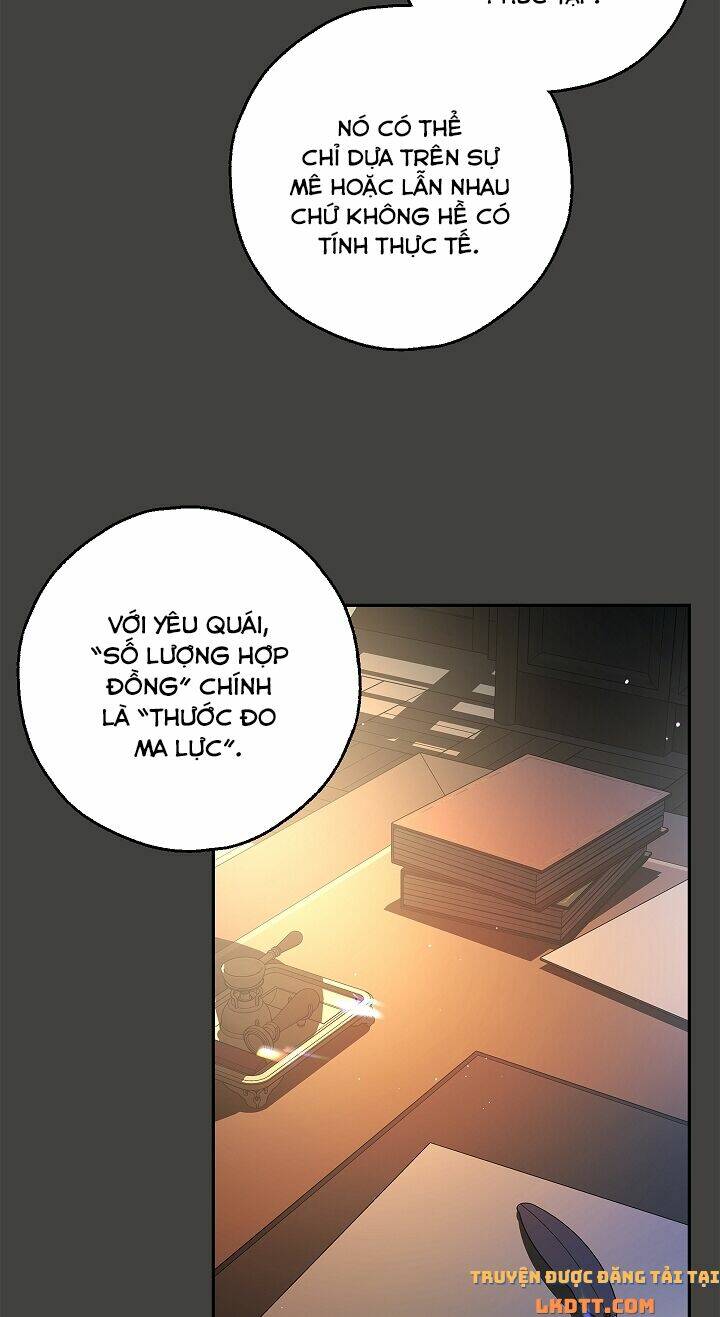 NÓ CÓ THỂ
CHỈ DỰA TRÊN SỰ
MÊ HOẶC LẪN NHAU
CHỨ KHÔNG HỀ CÓ
TÍNH THỰC TẾ.
VỚI YÊU QUÁI,
"SỐ LƯỢNG HỢP
ĐỒNG" CHÍNH
LÀ "THƯỚC ĐO
MA LỰC".
TRUYỆN ĐƯỢC ĐĂNG TẢI TẠI
LKDTT.COM